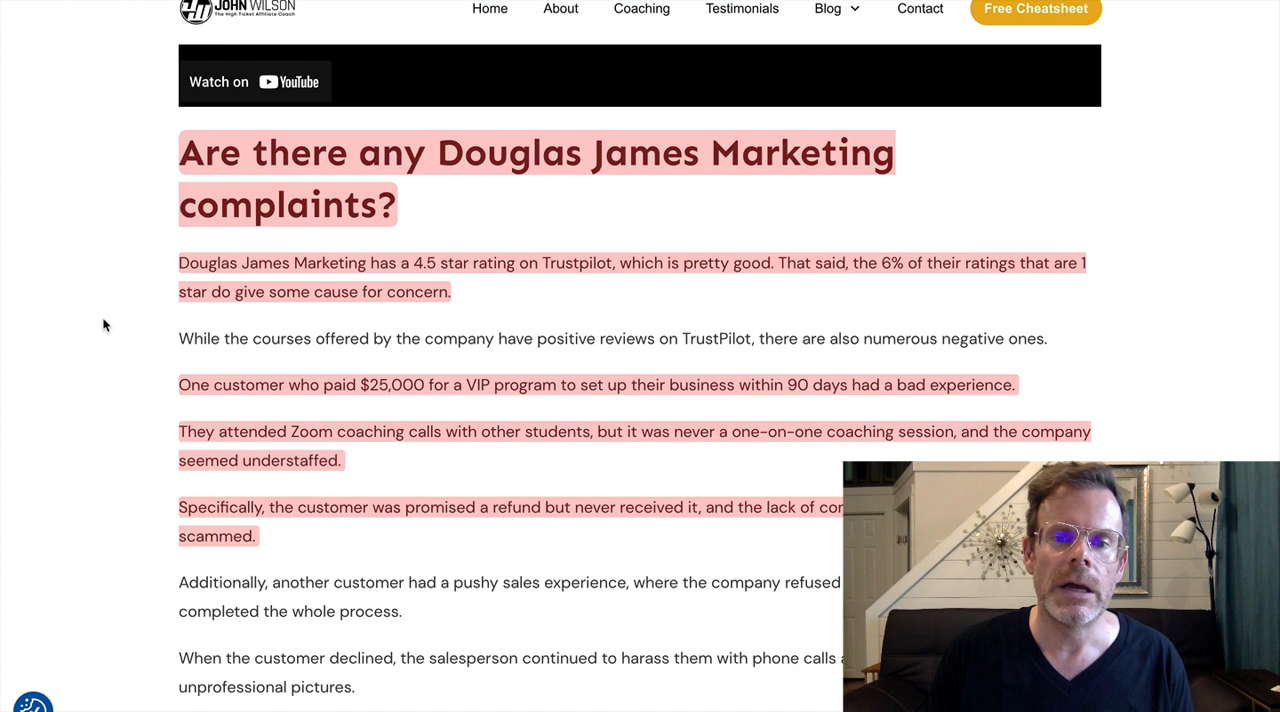 JOHN WILSON
The High Ticket Affiliate Coach
Home About Coaching Testimonials Blog Contact Free Cheatsheet
Watch on YouTube
Are there any Douglas James Marketing
complaints?
Douglas James Marketing has a 4.5 star rating on Trustpilot, which is pretty good. That said, the 6% of their ratings that are 1
star do give some cause for concern.
While the courses offered by the company have positive reviews on TrustPilot, there are also numerous negative ones.
One customer who paid $25,000 for a VIP program to set up their business within 90 days had a bad experience.
They attended Zoom coaching calls with other students, but it was never a one-on-one coaching session, and the company
seemed understaffed.
Specifically, the customer was promised a refund but never received it, and the lack of
scammed.
Additionally, another customer had a pushy sales experience, where the company refused
completed the whole process.
When the customer declined, the salesperson continued to harass them with phone calls
unprofessional pictures.